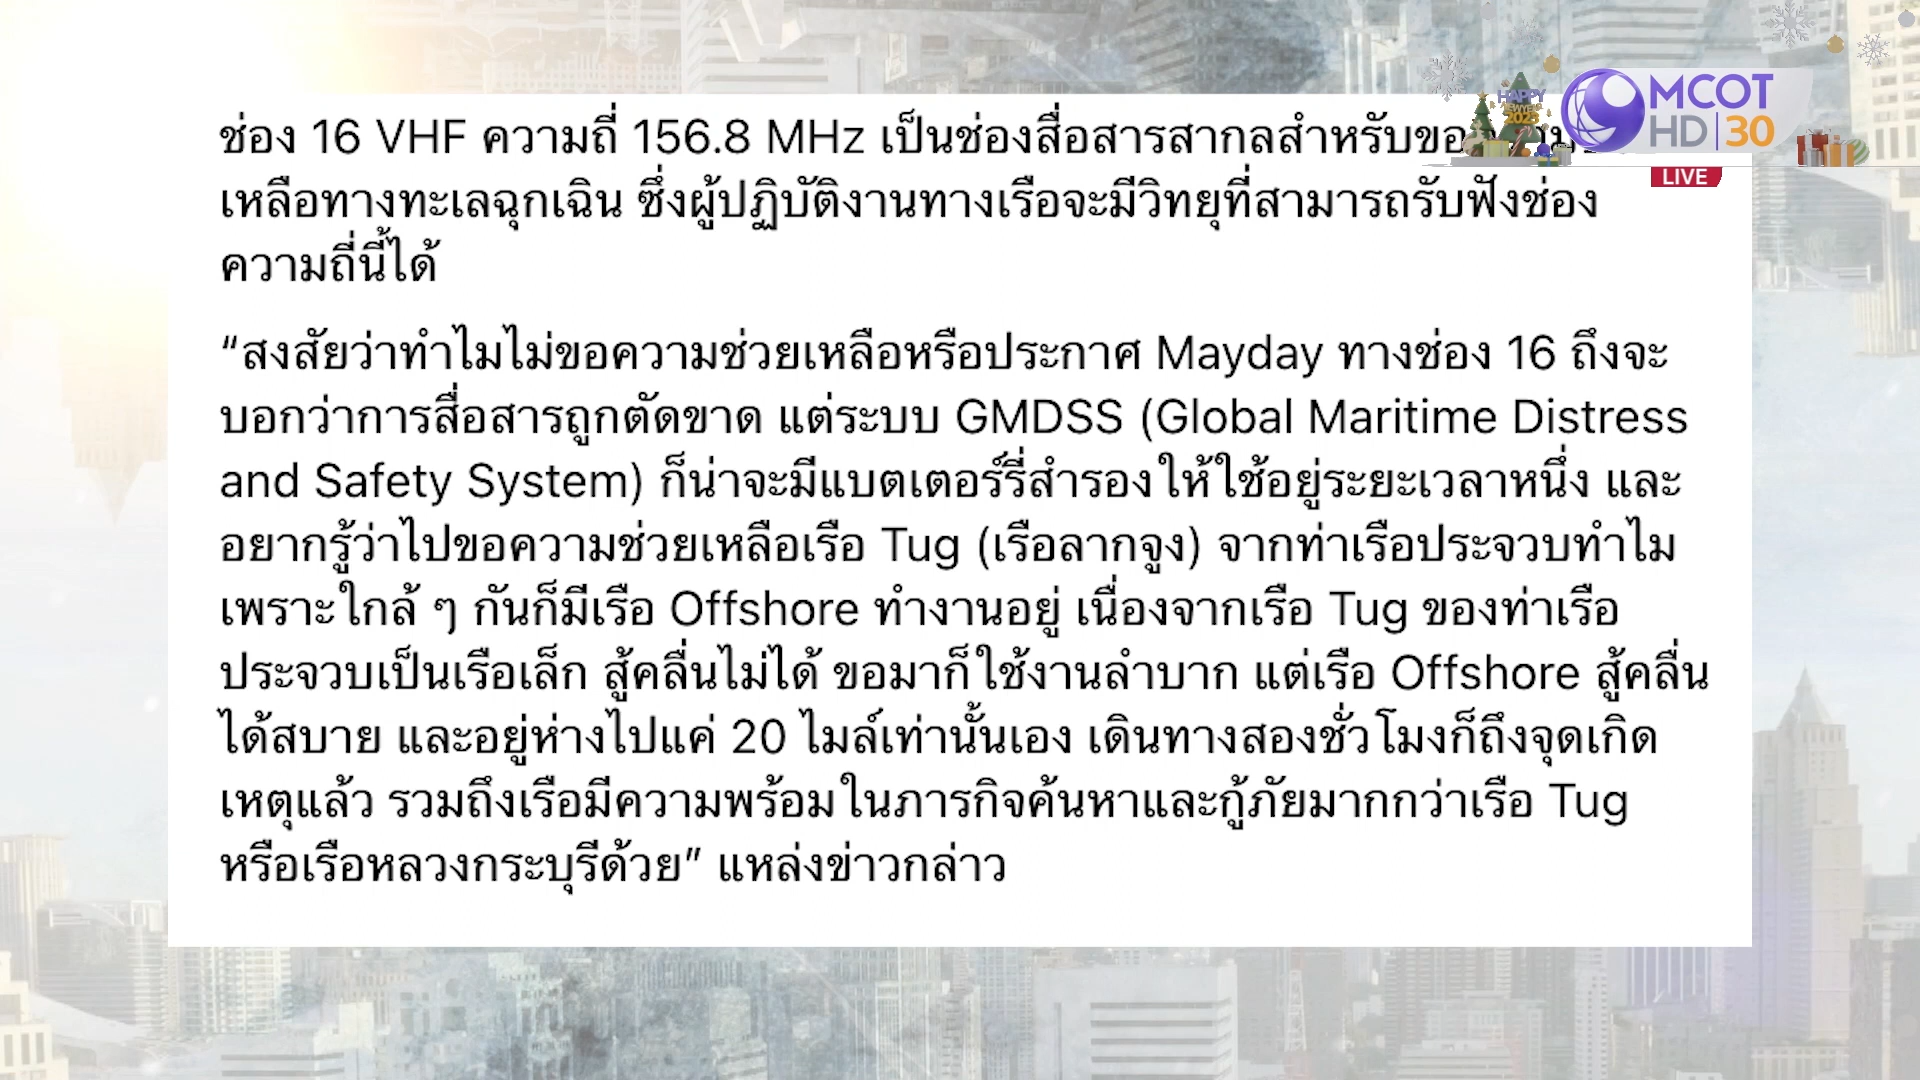 ช่อง 16 VHF ความถี่ 156.8 MHz เป็นช่องสื่อสารสากลสำหรับขอ
เหลือทางทะเลฉุกเฉิน ซึ่งผู้ปฏิบัติงานทางเรือจะมีวิทยุที่สามารถรับฟังช่อง
ความถี่นี้ได้
“สงสัยว่าทำไมไม่ขอความช่วยเหลือหรือประกาศ Mayday ทางช่อง 16 ถึงจะ
บอกว่าการสื่อสารถูกตัดขาด แต่ระบบ GMDSS (Global Maritime Distress
and Safety System) ก็น่าจะมีแบตเตอร์รี่สำรองให้ใช้อยู่ระยะเวลาหนึ่ง และ
อยากรู้ว่าไปขอความช่วยเหลือเรือ Tug (เรือลากจูง) จากท่าเรือประจวบทำไม
เพราะใกล้ ๆ กันก็มีเรือ Offshore ทำงานอยู่ เนื่องจากเรือ Tug ของท่าเรือ
ประจวบเป็นเรือเล็ก สู้คลื่นไม่ได้ ขอมาก็ใช้งานลำบาก แต่เรือ Offshore สู้คลื่น
ได้สบาย และอยู่ห่างไปแค่ 20 ไมล์เท่านั้นเอง เดินทางสองชั่วโมงก็ถึงจุดเกิด
เหตุแล้ว รวมถึงเรือมีความพร้อมในภารกิจค้นหาและกู้ภัยมากกว่าเรือ Tug
หรือเรือหลวงกระบุรีด้วย” แหล่งข่าวกล่าว
HAPPY
NEW YEAR
2023
MCOT
HD 30
LIVE